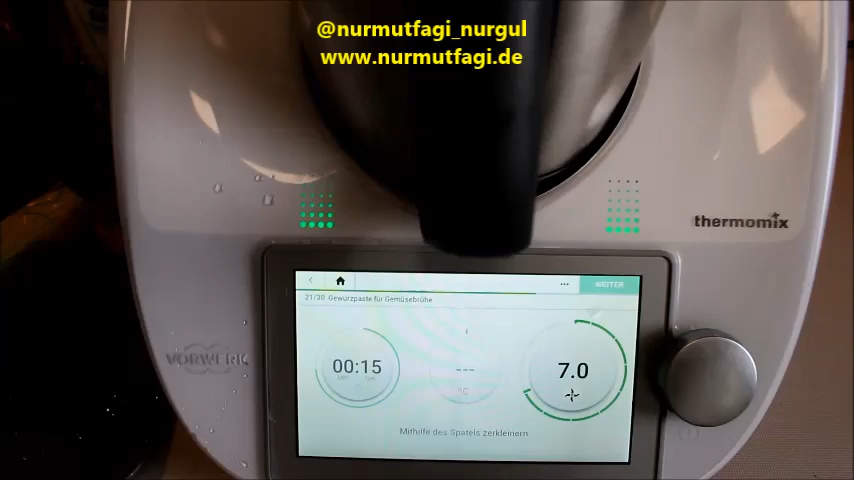 @nurmutfagi_nurgul
www.nurmutfagi.de
thermomix
VORWERK
WEITER
21/30 Gewürzpaste für Gemüsebrühe
00:15
---
°C
7.0
Mithilfe des Spatels zerkleinern